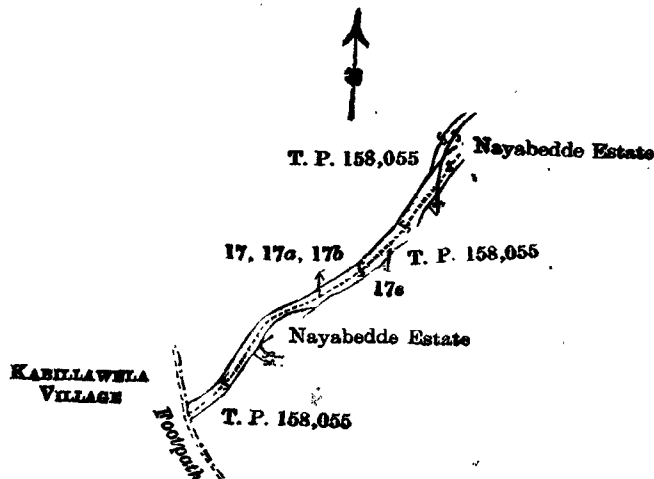 T. P. 158,055
Nayabedde Estate
17, 17a, 17b
T. P. 158,055
17c
Nayabedde Estate
KABILLAWELA
VILLAGE
T. P. 158,055
Footpath